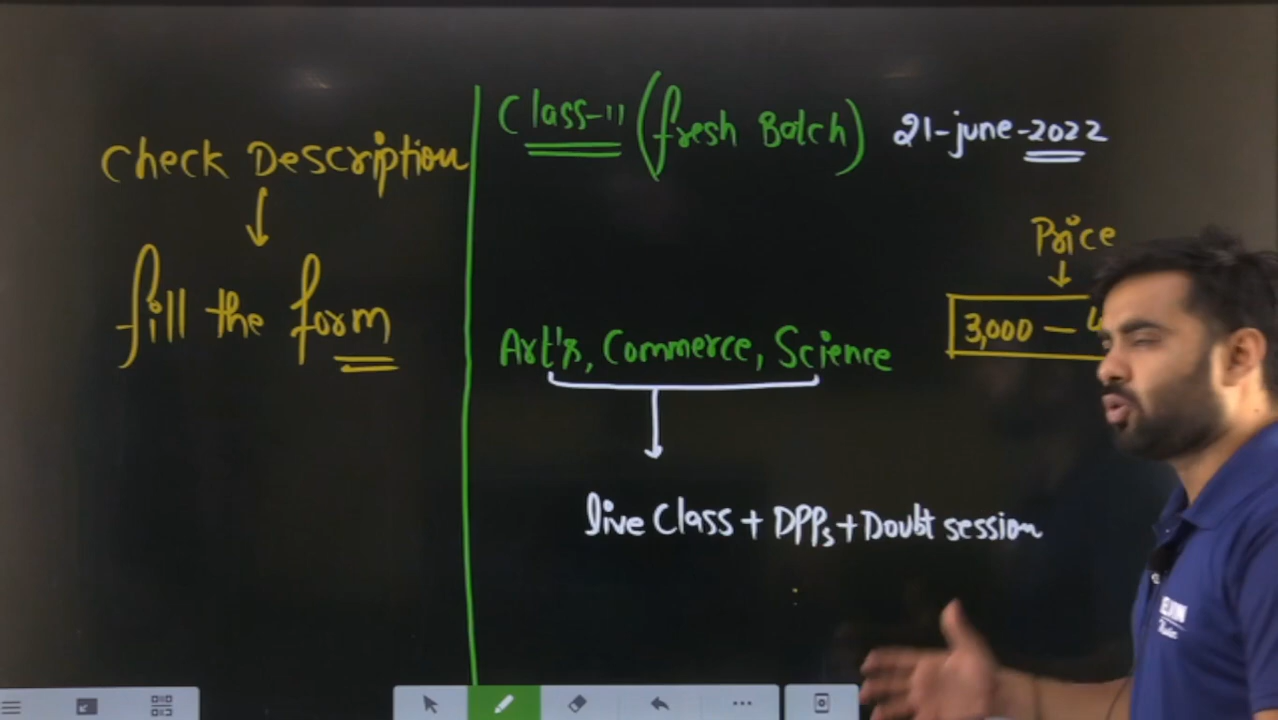 Check Description
fill the form
Class-11 (fresh Batch) 21-june-2022
Price
3,000 — 4
Art's, Commerce, Science
live Class + DPPs + Doubt session